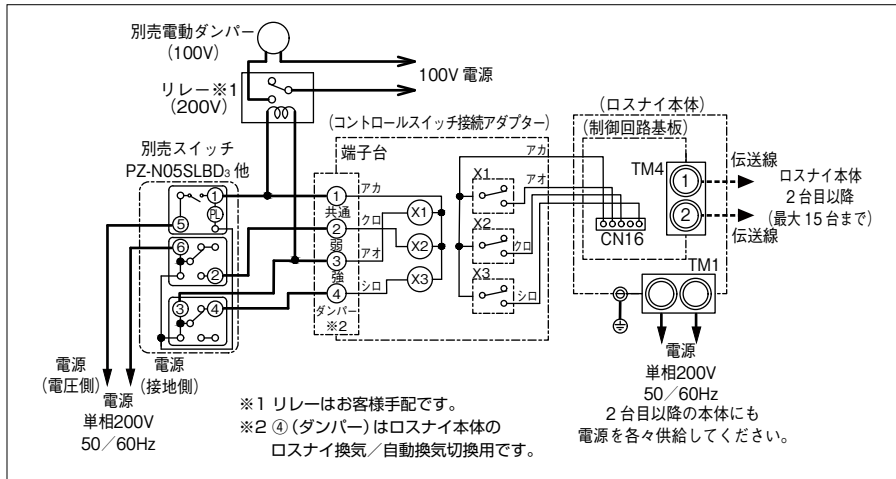 別売電動ダンパー
(100V)
100V 電源
リレー※1
(200V)
別売スイッチ
PZ-N05SLBD₃ 他
1
PL
5
6
2
3
4
電源
(電圧側)
電源
(接地側)
電源
単相200V
50/60Hz
(コントロールスイッチ接続アダプター)
端子台
1
共通
2
弱
3
強
4
ダンパー
※2
アカ
クロ
アオ
シロ
X1
X2
X3
X1
X2
X3
アカ
アオ
クロ
シロ
(ロスナイ本体)
(制御回路基板)
TM4
1
2
CN16
伝送線
伝送線
ロスナイ本体
2台目以降
(最大15台まで)
TM1
電源
単相200V
50/60Hz
2台目以降の本体にも
電源を各々供給してください。
※1 リレーはお客様手配です。
※2 ④(ダンパー)はロスナイ本体の
ロスナイ換気/自動換気切換用です。